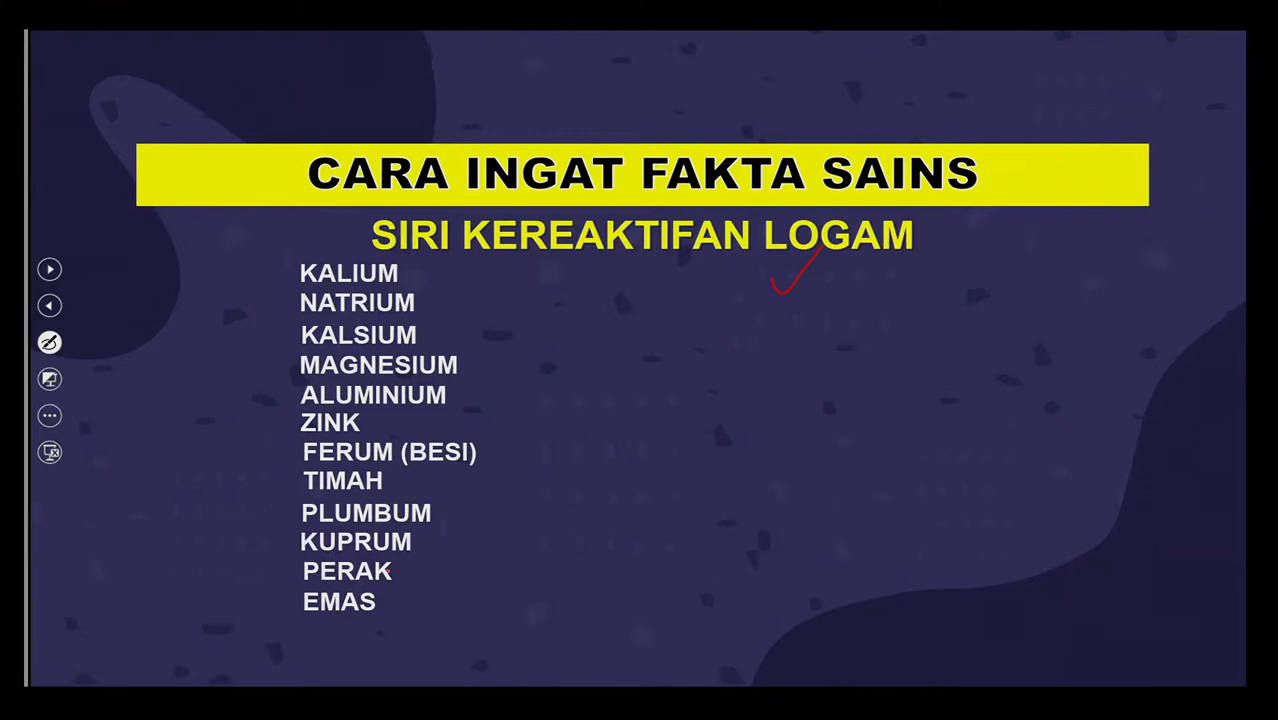 CARA INGAT FAKTA SAINS
SIRI KEREAKTIFAN LOGAM
KALIUM
NATRIUM
KALSIUM
MAGNESIUM
ALUMINIUM
ZINK
FERUM (BESI)
TIMAH
PLUMBUM
KUPRUM
PERAK
EMAS